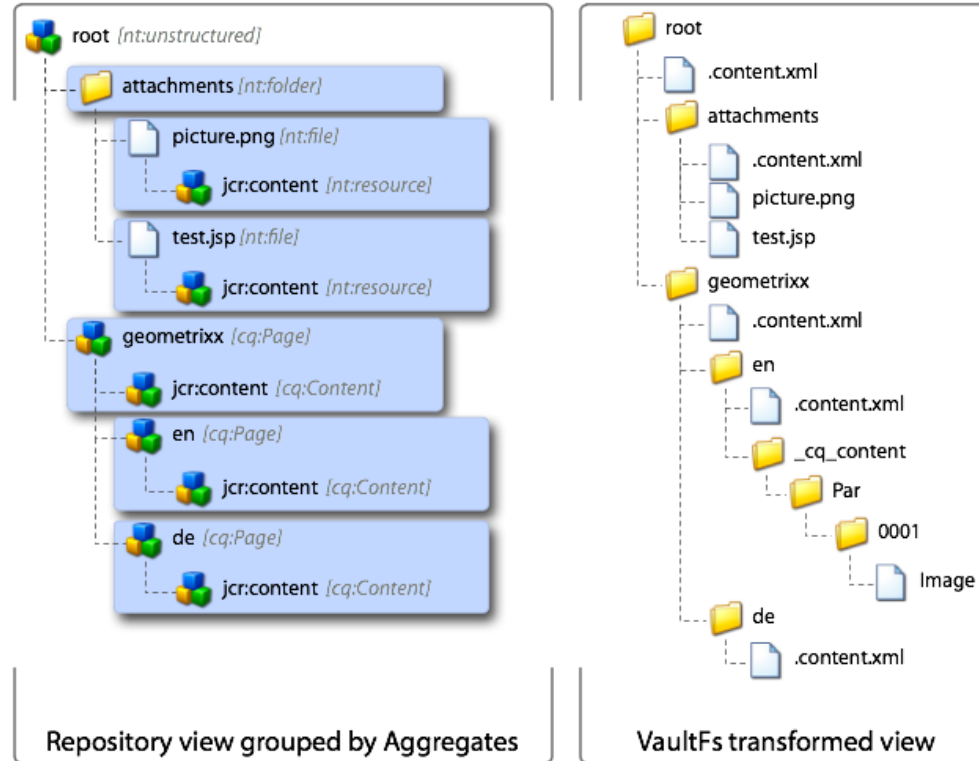 root [nt:unstructured]
attachments [nt:folder]
picture.png [nt:file]
jcr:content [nt:resource]
test.jsp [nt:file]
jcr:content [nt:resource]
geometrixx [cq:Page]
jcr:content [cq:Content]
en [cq:Page]
jcr:content [cq:Content]
de [cq:Page]
jcr:content [cq:Content]
Repository view grouped by Aggregates
root
.content.xml
attachments
.content.xml
picture.png
test.jsp
geometrixx
.content.xml
en
.content.xml
_cq_content
Par
0001
Image
de
.content.xml
VaultFs transformed view